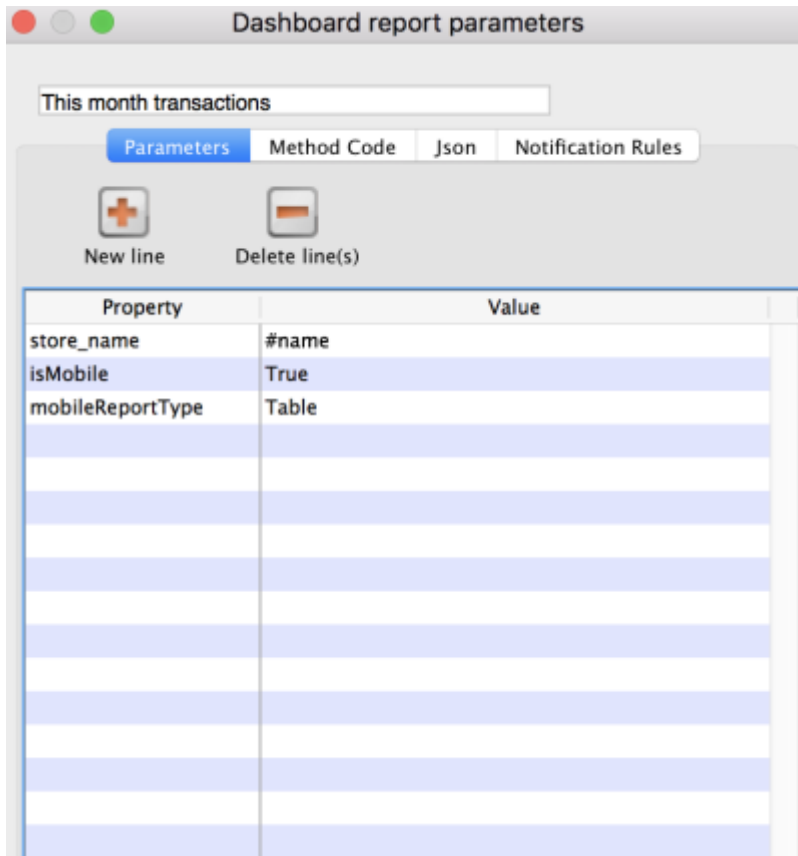 Dashboard report parameters
This month transactions
Parameters Method Code Json Notification Rules
New line Delete line(s)
Property Value
store_name #name
isMobile True
mobileReportType Table